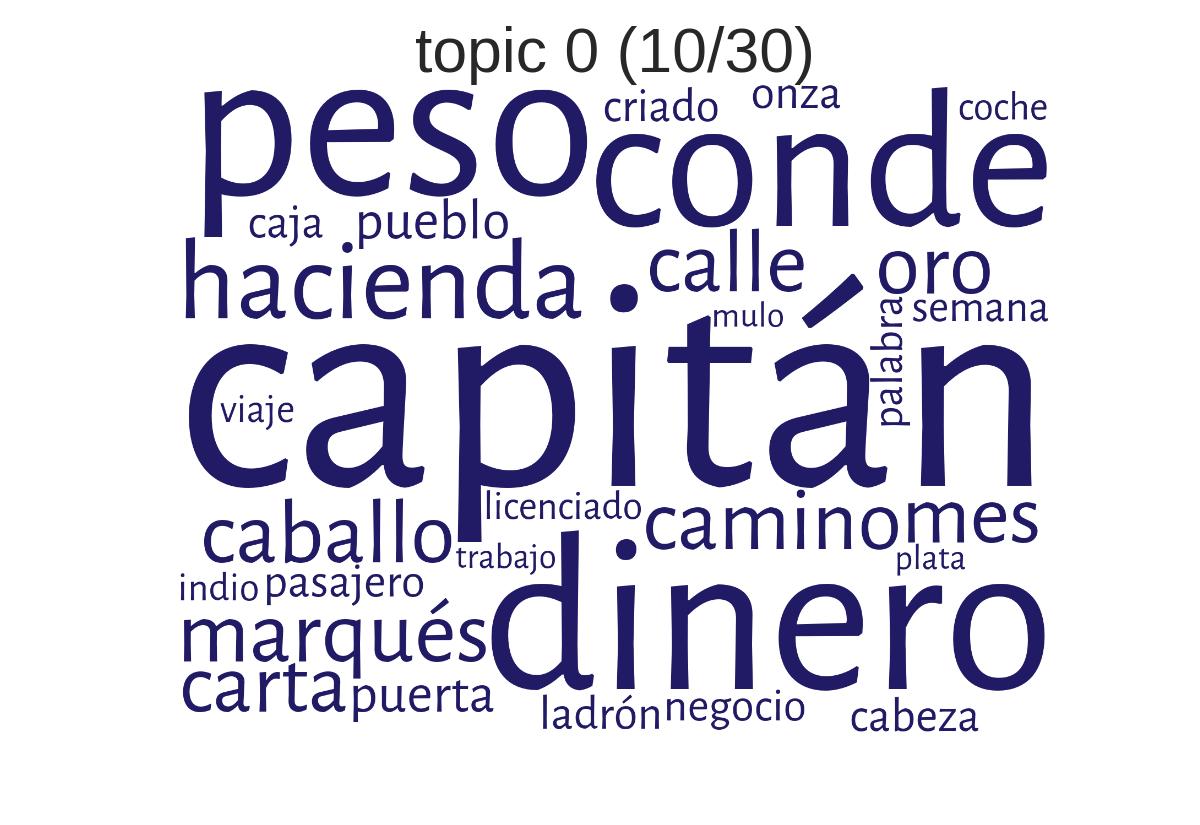 topic 0 (10/30)
peso
criado
onza
coche
conde
caja
pueblo
hacienda
calle
oro
mulo
palabra
semana
capitán
viaje
caballo
licenciado
camino
mes
trabajo
plata
indio
pasajero
dinero
marqués
carta
puerta
ladrón
negocio
cabeza